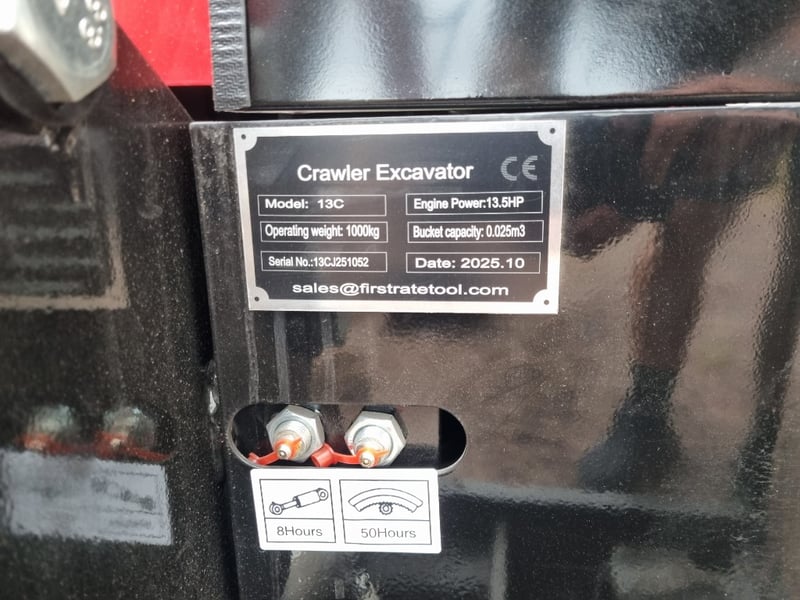 Crawler Excavator CE
Model: 13C
Engine Power:13.5HP
Operating weight: 1000kg
Bucket capacity: 0.025m3
Serial No.:13CJ251052
Date: 2025.10
sales@firstratetool.com
8Hours
50Hours